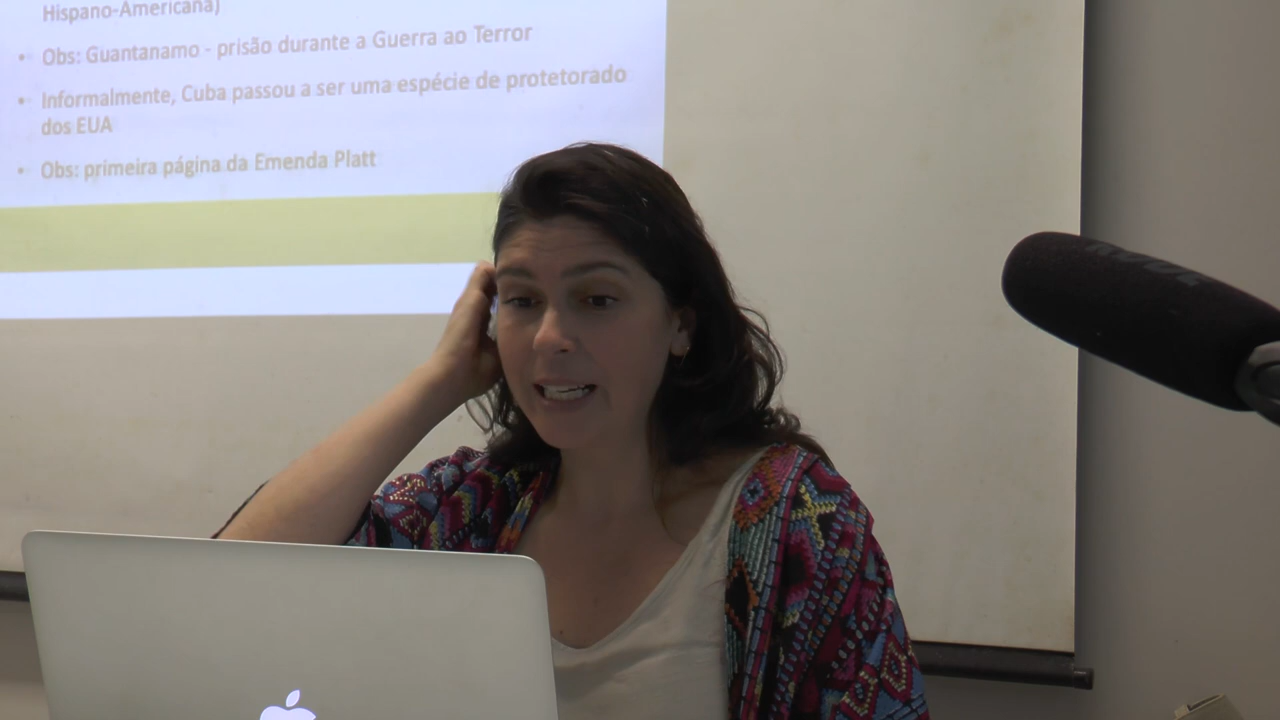 Hispano-Americana)
• Obs: Guantanamo - prisão durante a Guerra ao Terror
• Informalmente, Cuba passou a ser uma espécie de protetorado
dos EUA
• Obs: primeira página da Emenda Platt